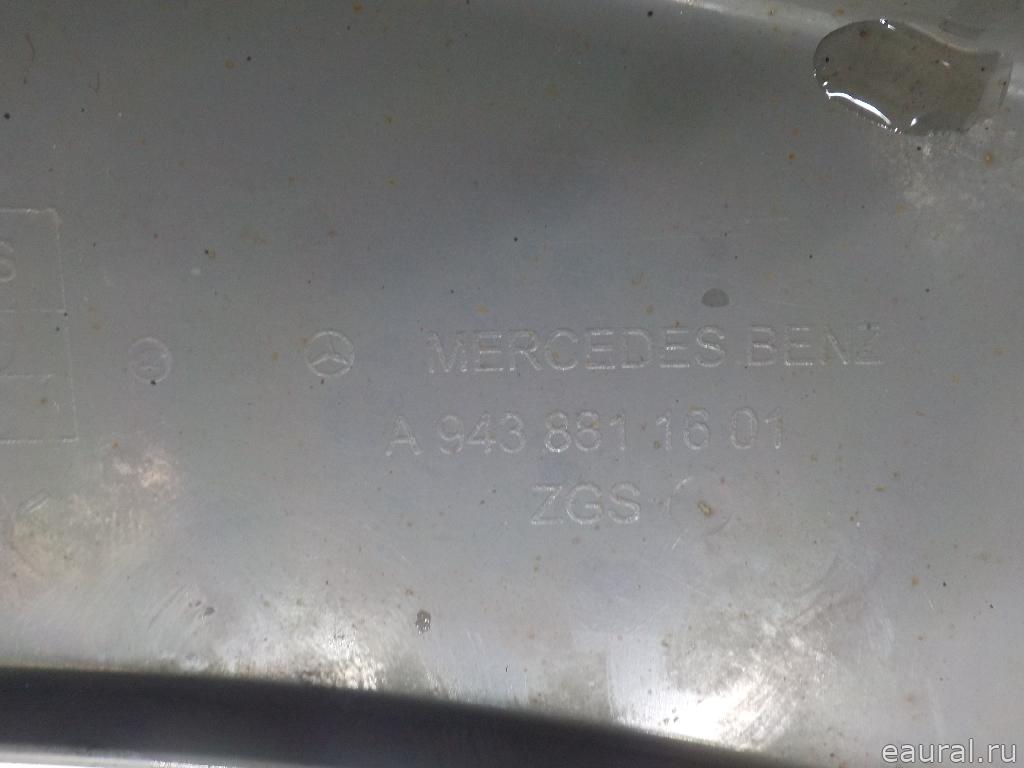 S
MERCEDES BENZ
A 943 881 16 01
ZGS
eaural.ru